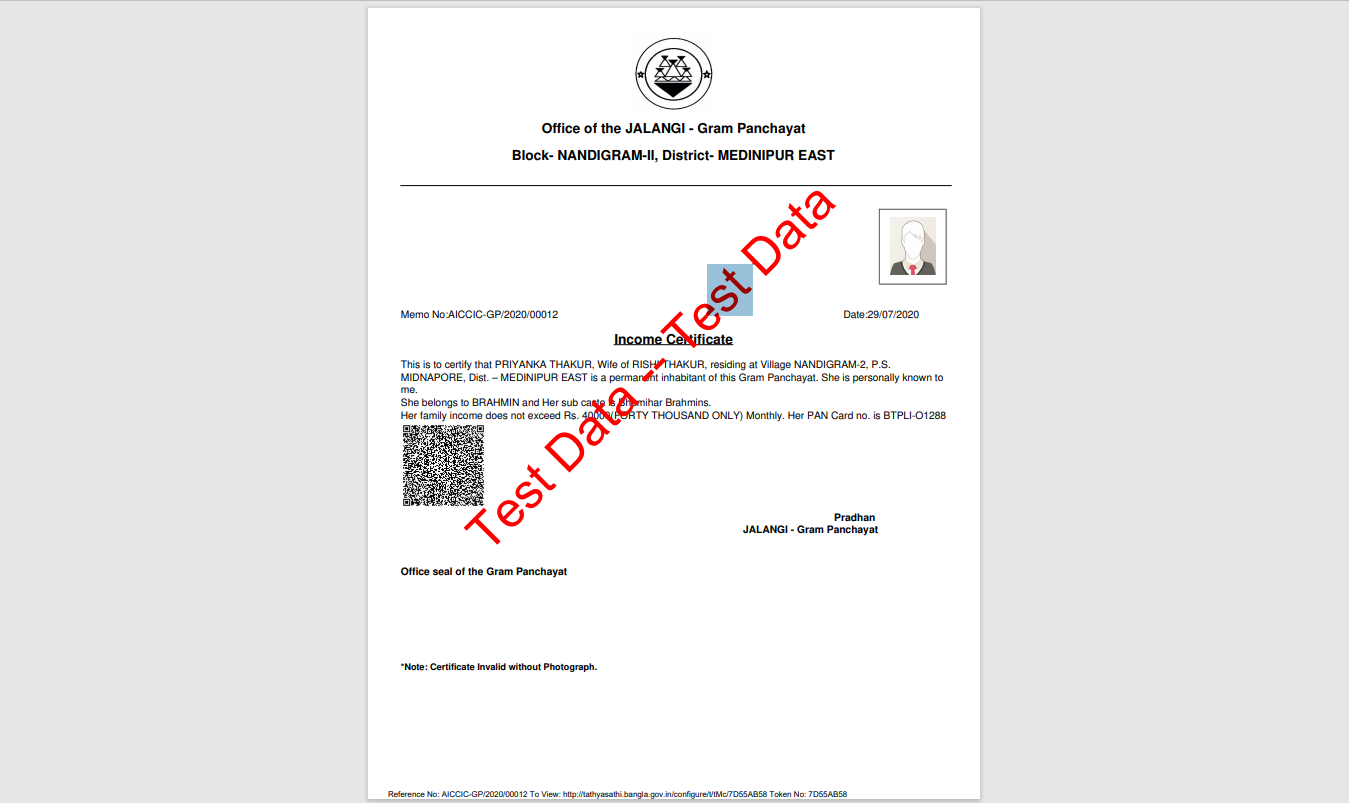 Office of the JALANGI - Gram Panchayat
Block- NANDIGRAM-II, District- MEDINIPUR EAST
Test Data -- Test Data
Memo No:AICCIC-GP/2020/00012 Date:29/07/2020
Income Certificate
This is to certify that PRIYANKA THAKUR, Wife of RISHI THAKUR, residing at Village NANDIGRAM-2, P.S.
MIDNAPORE, Dist. – MEDINIPUR EAST is a permanent inhabitant of this Gram Panchayat. She is personally known to
me.
She belongs to BRAHMIN and Her sub caste is Bhumihar Brahmins.
Her family income does not exceed Rs. 40000(FORTY THOUSAND ONLY) Monthly. Her PAN Card no. is BTPLI-O1288
Pradhan
JALANGI - Gram Panchayat
Office seal of the Gram Panchayat
*Note: Certificate Invalid without Photograph.
Reference No: AICCIC-GP/2020/00012 To View: http://tathyasathi.bangla.gov.in/configure/t/tMc/7D55AB58 Token No: 7D55AB58